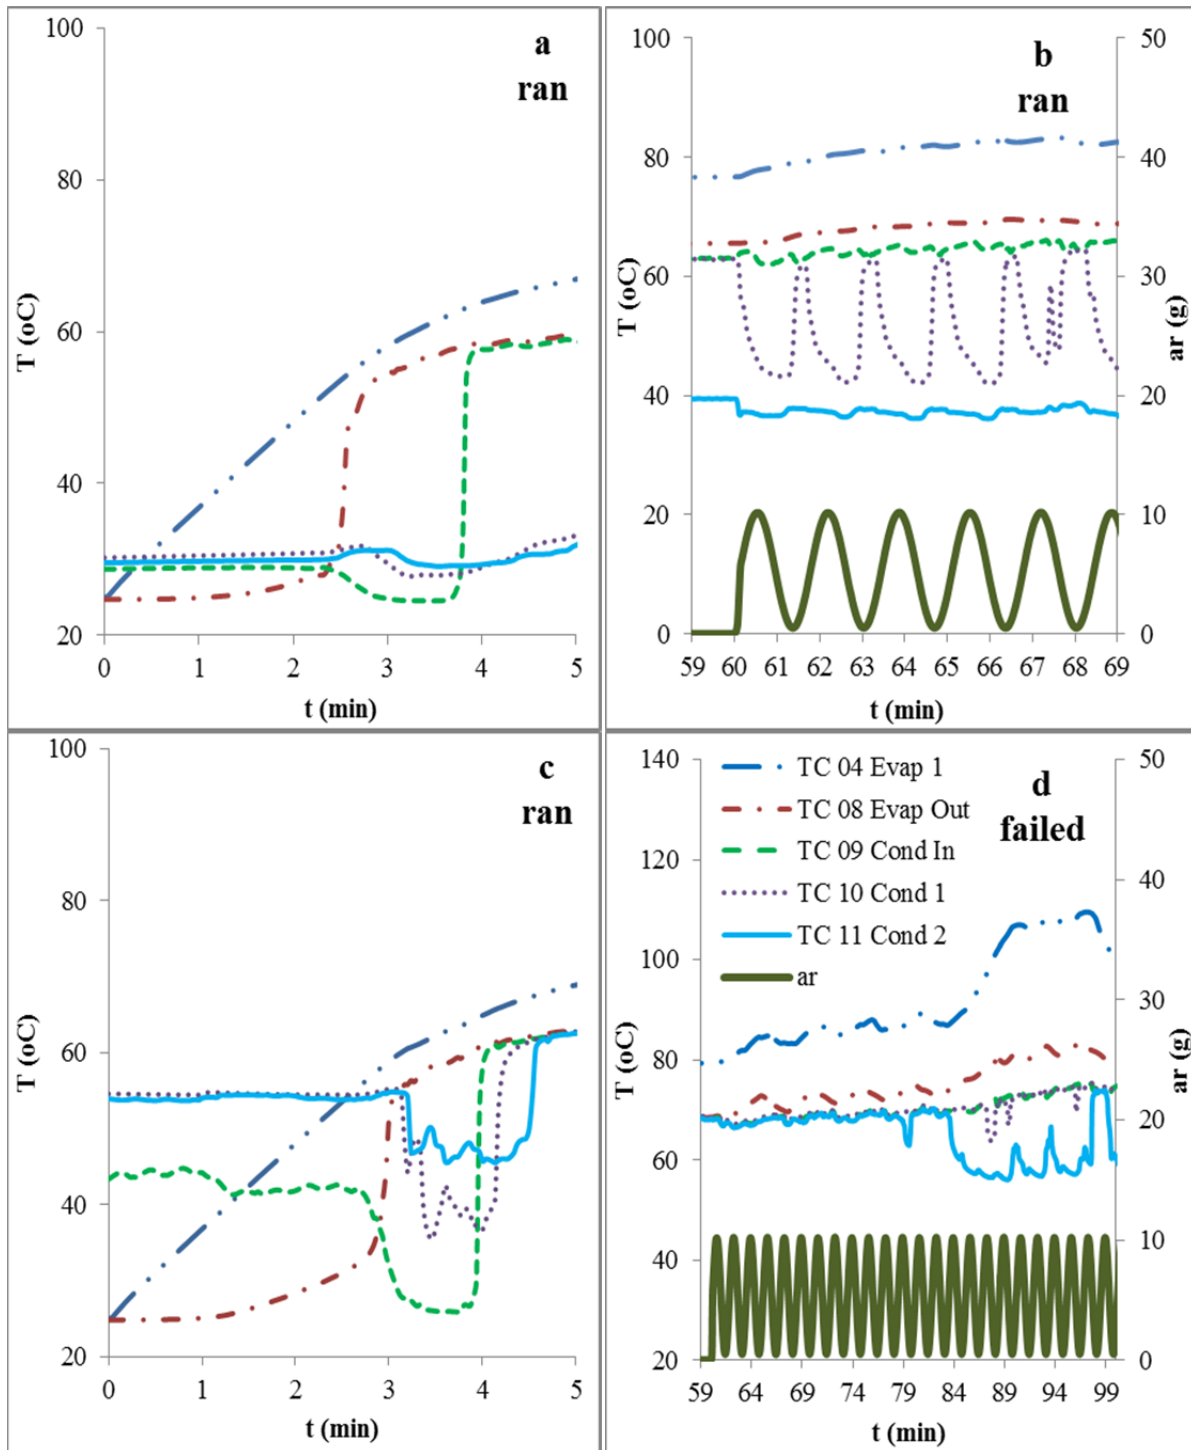 a
ran
100
80
60
40
20
T (oC)
0 1 2 3 4 5
t (min)
b
ran
100
80
60
40
20
0
T (oC)
50
40
30
20
10
0
ar (g)
59 60 61 62 63 64 65 66 67 68 69
t (min)
c
ran
100
80
60
40
20
T (oC)
0 1 2 3 4 5
t (min)
d
failed
140
120
100
80
60
40
20
T (oC)
TC 04 Evap 1
TC 08 Evap Out
TC 09 Cond In
TC 10 Cond 1
TC 11 Cond 2
ar
50
40
30
20
10
0
ar (g)
59 64 69 74 79 84 89 94 99
t (min)